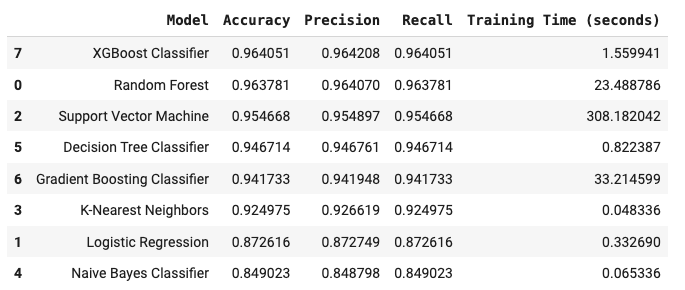 Model Accuracy Precision Recall Training Time (seconds)
7 XGBoost Classifier 0.964051 0.964208 0.964051 1.559941
0 Random Forest 0.963781 0.964070 0.963781 23.488786
2 Support Vector Machine 0.954668 0.954897 0.954668 308.182042
5 Decision Tree Classifier 0.946714 0.946761 0.946714 0.822387
6 Gradient Boosting Classifier 0.941733 0.941948 0.941733 33.214599
3 K-Nearest Neighbors 0.924975 0.926619 0.924975 0.048336
1 Logistic Regression 0.872616 0.872749 0.872616 0.332690
4 Naive Bayes Classifier 0.849023 0.848798 0.849023 0.065336